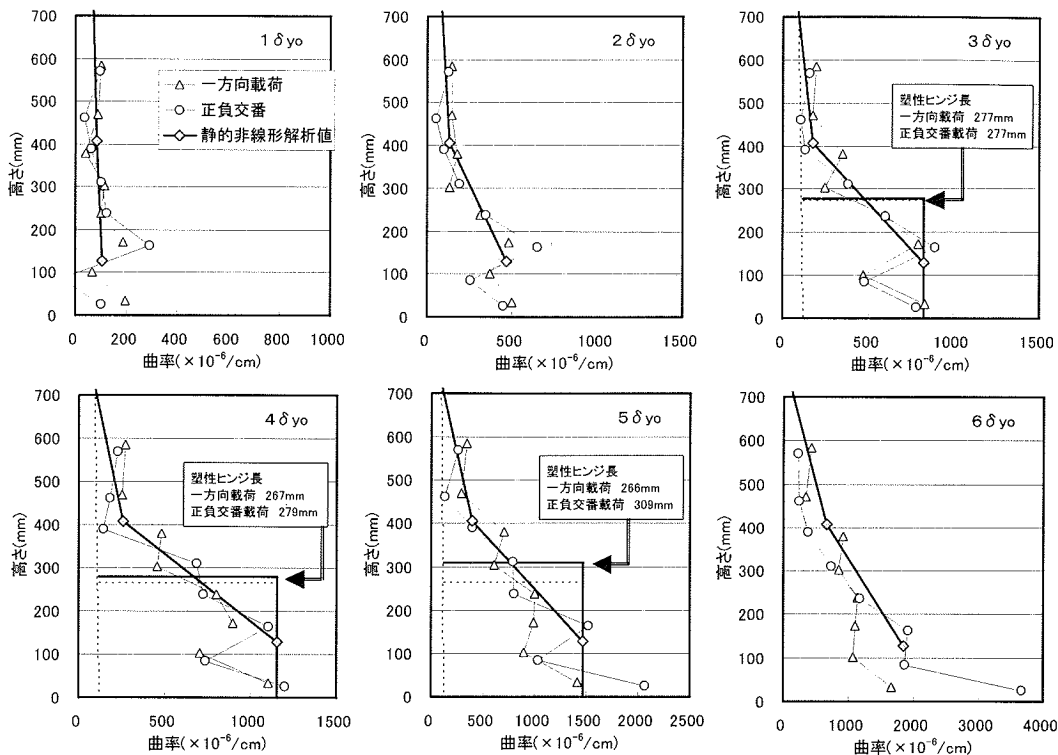 1δyo
700
600
500
400
300
200
100
0
高さ(mm)
一方向載荷
正負交番
静的非線形解析値
0 200 400 600 800 1000
曲率(×10⁻⁶/cm)
2δyo
700
600
500
400
300
200
100
0
高さ(mm)
0 500 1000 1500
曲率(×10⁻⁶/cm)
3δyo
700
600
500
400
300
200
100
0
高さ(mm)
塑性ヒンジ長
一方向載荷 277mm
正負交番載荷 277mm
0 500 1000 1500
曲率(×10⁻⁶/cm)
4δyo
700
600
500
400
300
200
100
0
高さ(mm)
塑性ヒンジ長
一方向載荷 267mm
正負交番載荷 279mm
0 500 1000 1500
曲率(×10⁻⁶/cm)
5δyo
700
600
500
400
300
200
100
0
高さ(mm)
塑性ヒンジ長
一方向載荷 266mm
正負交番載荷 309mm
0 500 1000 1500 2000 2500
曲率(×10⁻⁶/cm)
6δyo
700
600
500
400
300
200
100
0
高さ(mm)
0 1000 2000 3000 4000
曲率(×10⁻⁶/cm)